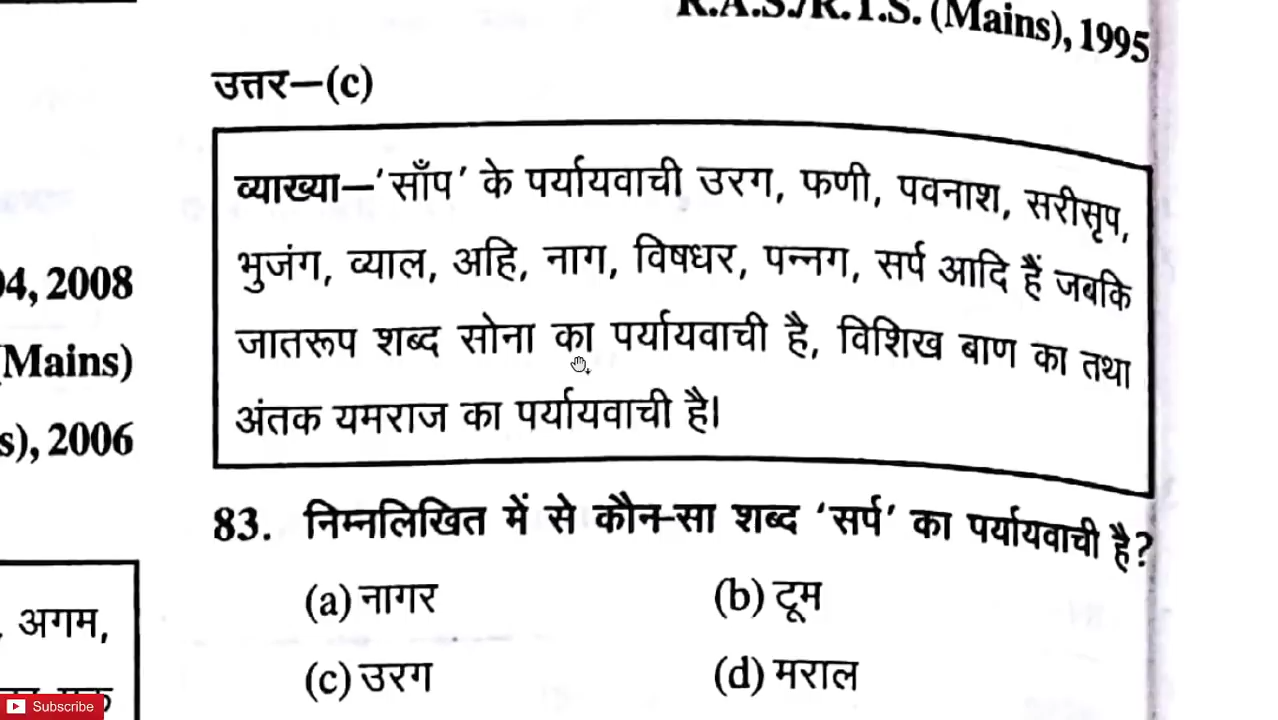 R.A.S./R.T.S. (Mains), 1995
उत्तर–(c)
व्याख्या–'साँप' के पर्यायवाची उरग, फणी, पवनाश, सरीसृप,
भुजंग, व्याल, अहि, नाग, विषधर, पन्नग, सर्प आदि हैं जबकि
जातरूप शब्द सोना का पर्यायवाची है, विशिख बाण का तथा
अंतक यमराज का पर्यायवाची है।
83. निम्नलिखित में से कौन-सा शब्द 'सर्प' का पर्यायवाची है?
(a) नागर (b) टूम
(c) उरग (d) मराल
04, 2008
(Mains)
s), 2006
, अगम,
Subscribe